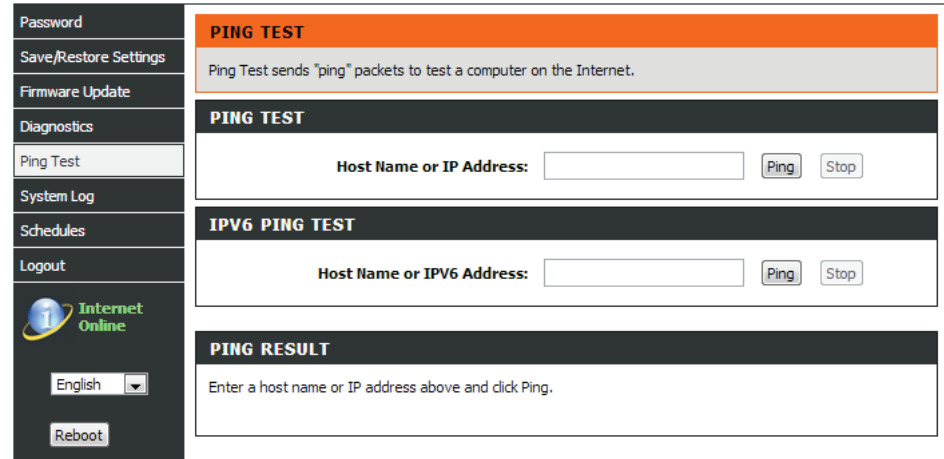 Password
Save/Restore Settings
Firmware Update
Diagnostics
Ping Test
System Log
Schedules
Logout
Internet
Online
English
Reboot
PING TEST
Ping Test sends "ping" packets to test a computer on the Internet.
PING TEST
Host Name or IP Address: Ping Stop
IPV6 PING TEST
Host Name or IPV6 Address: Ping Stop
PING RESULT
Enter a host name or IP address above and click Ping.